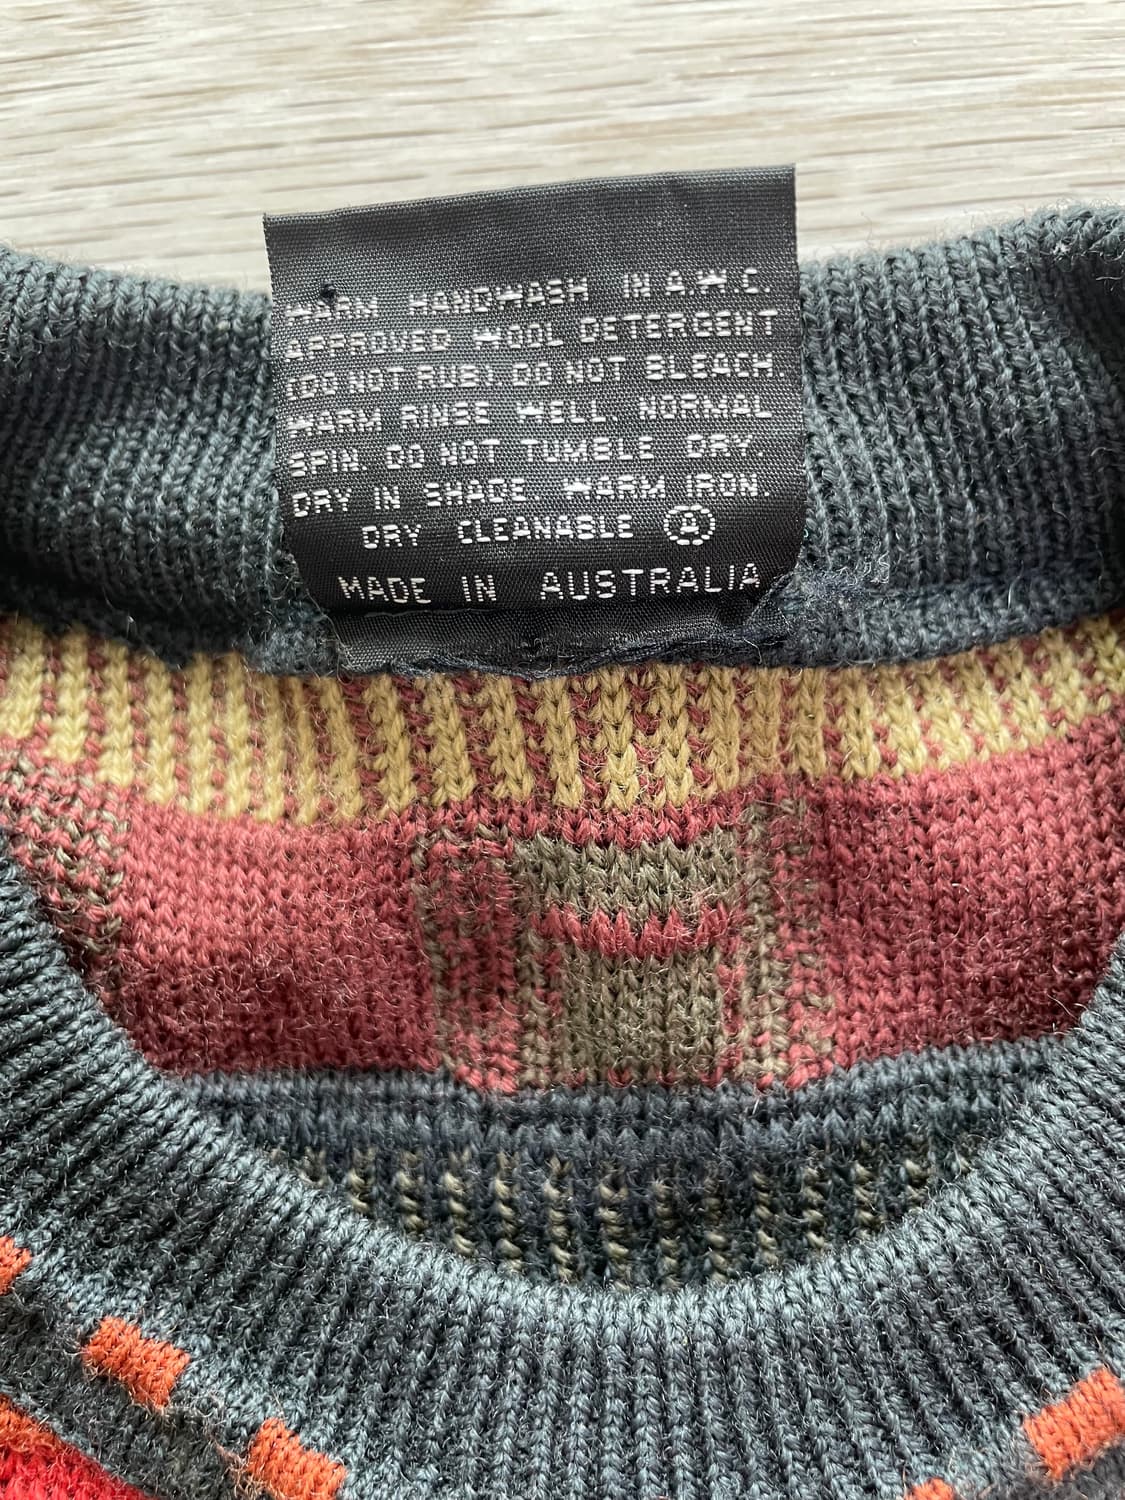 WARM HANDWASH IN A.W.C.
APPROVED WOOL DETERGENT
(DO NOT RUB). DO NOT BLEACH.
WARM RINSE WELL. NORMAL
SPIN. DO NOT TUMBLE DRY.
DRY IN SHADE. WARM IRON.
DRY CLEANABLE Ⓐ
MADE IN AUSTRALIA